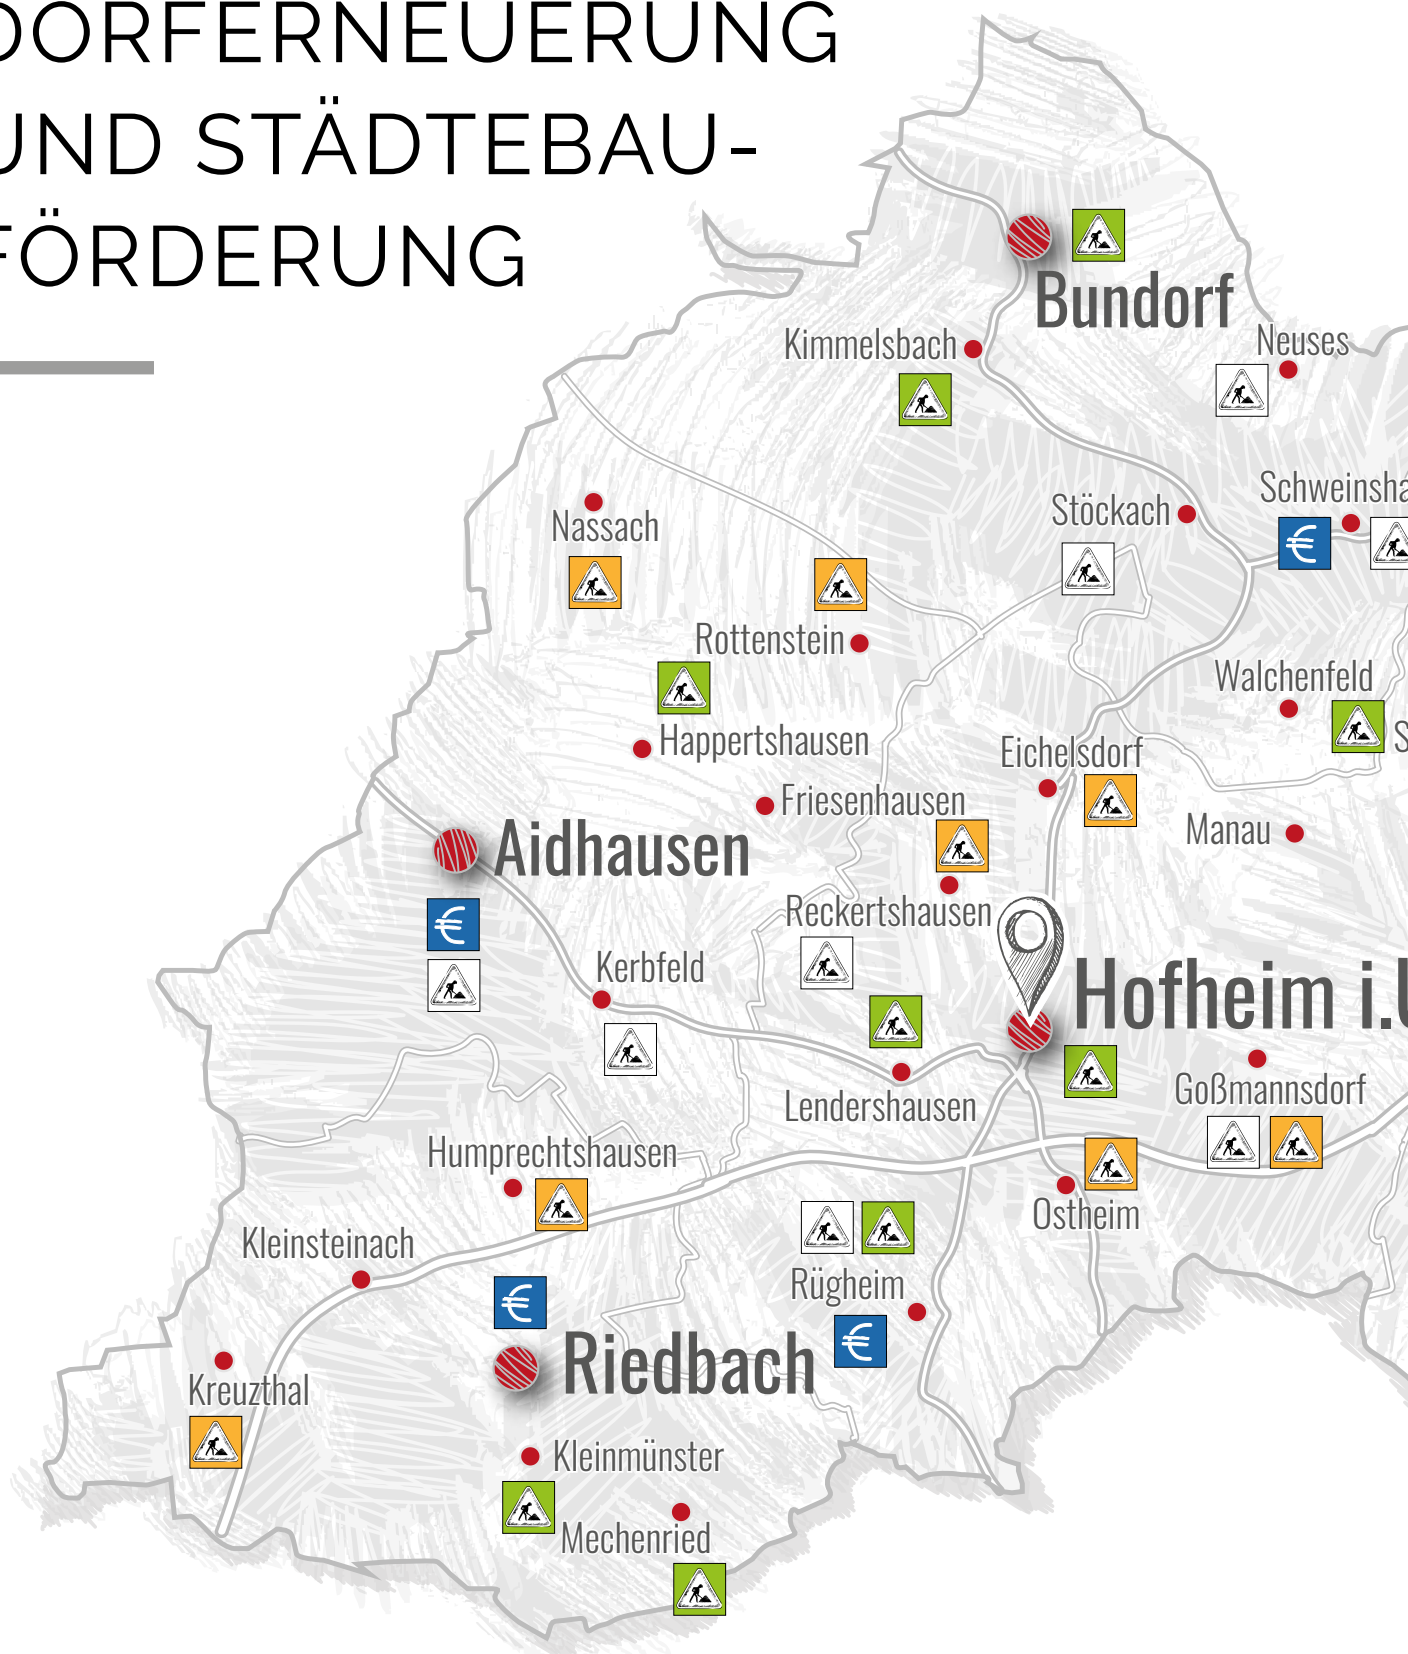 DORFERNEUERUNG
UND STÄDTEBAU-
FÖRDERUNG
Bundorf
Kimmelsbach
Neuses
Schweinsha
Stöckach
Nassach
Rottenstein
Walchenfeld
Happertshausen
S
Eichelsdorf
Friesenhausen
Manau
Aidhausen
Reckertshausen
Kerbfeld
Hofheim i.U
Goßmannsdorf
Lendershausen
Humprechtshausen
Ostheim
Kleinsteinach
Rügheim
Riedbach
Kreuzthal
Kleinmünster
Mechenried